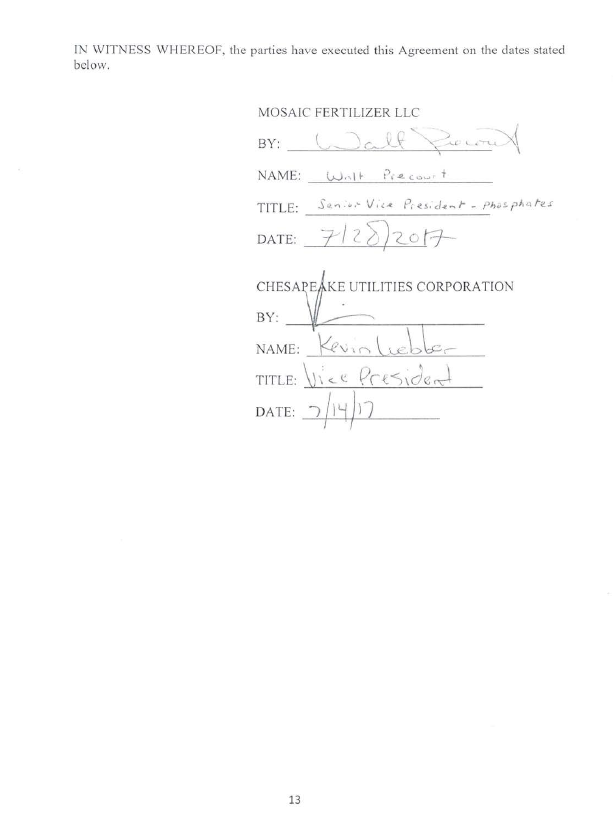 IN WITNESS WHEREOF, the parties have executed this Agreement on the dates stated
below.
MOSAIC FERTILIZER LLC
BY: Walt Precourt
NAME: Walt Precourt
TITLE: Senior Vice President - Phosphates
DATE: 7/28/2017
CHESAPEAKE UTILITIES CORPORATION
BY:
NAME: Kevin Webber
TITLE: Vice President
DATE: 7/14/17
13